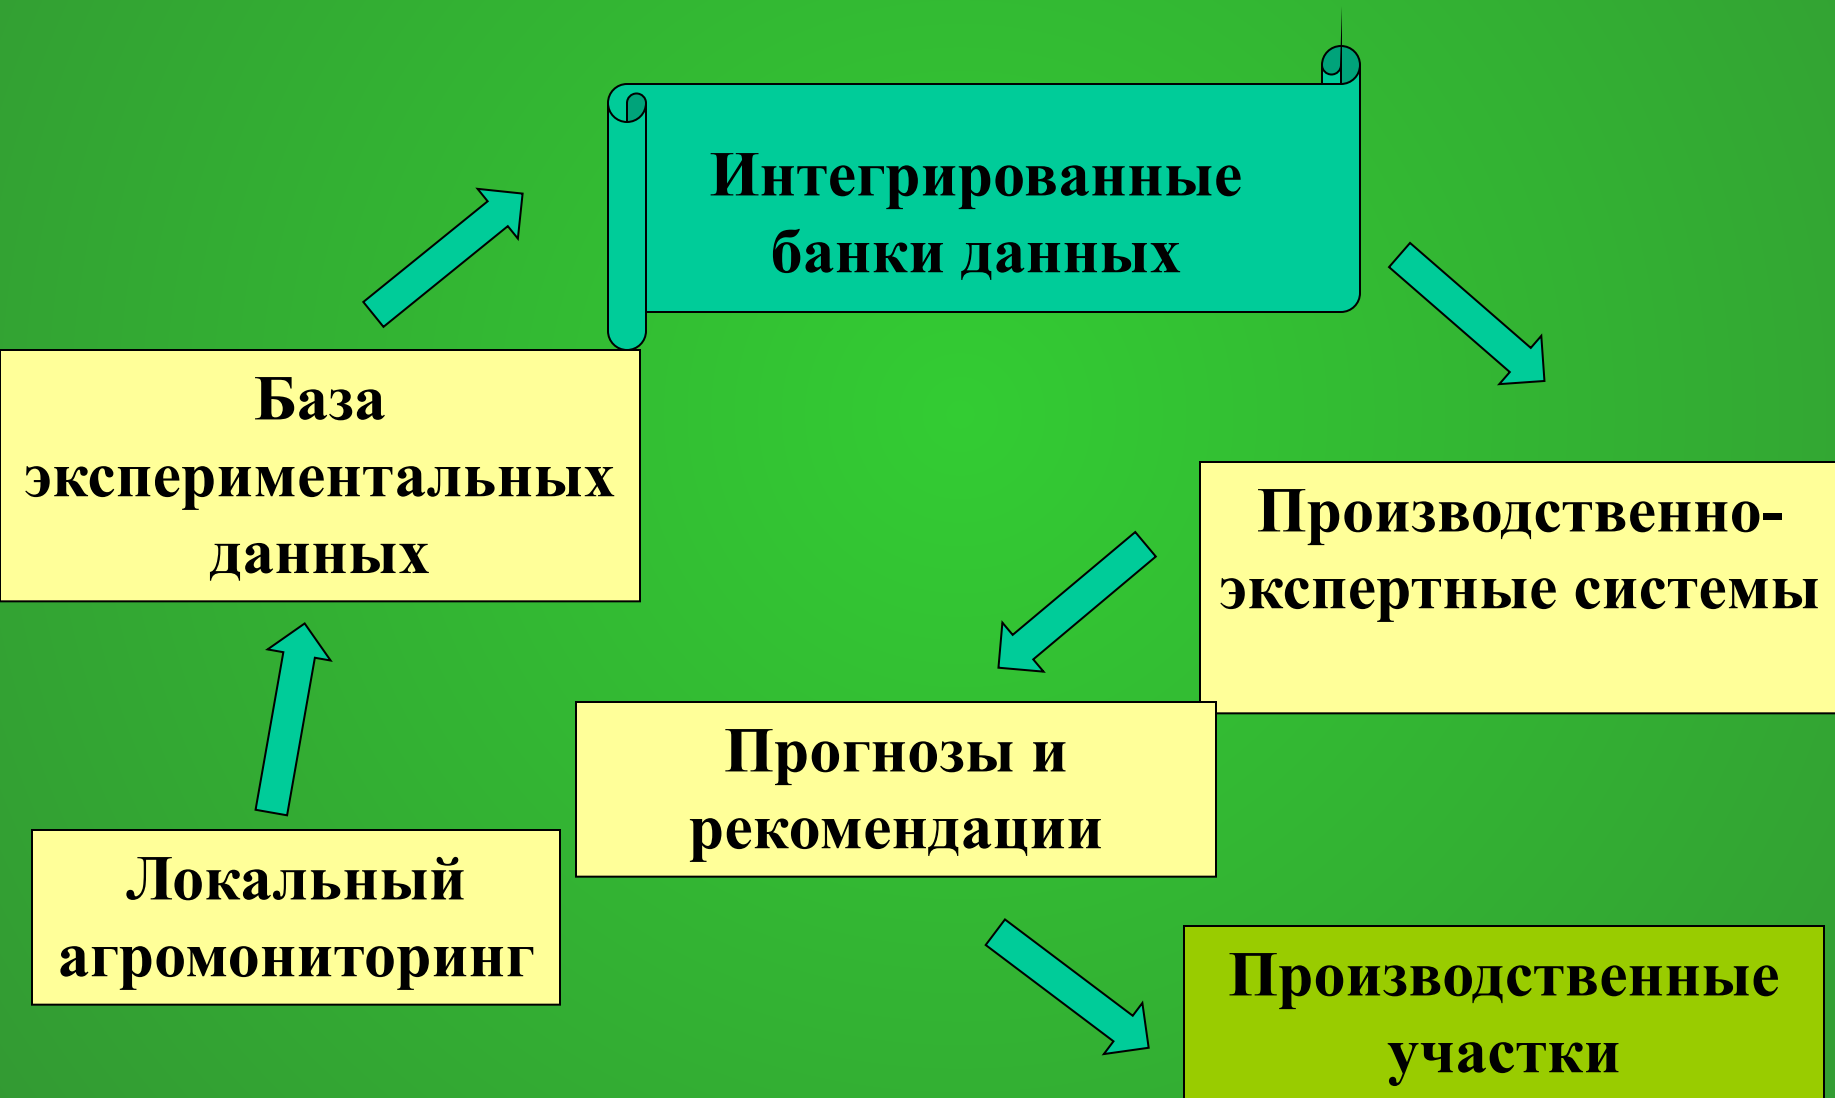 Интегрированные
банки данных
База
экспериментальных
данных
Производственно-
экспертные системы
Прогнозы и
рекомендации
Локальный
агромониторинг
Производственные
участки